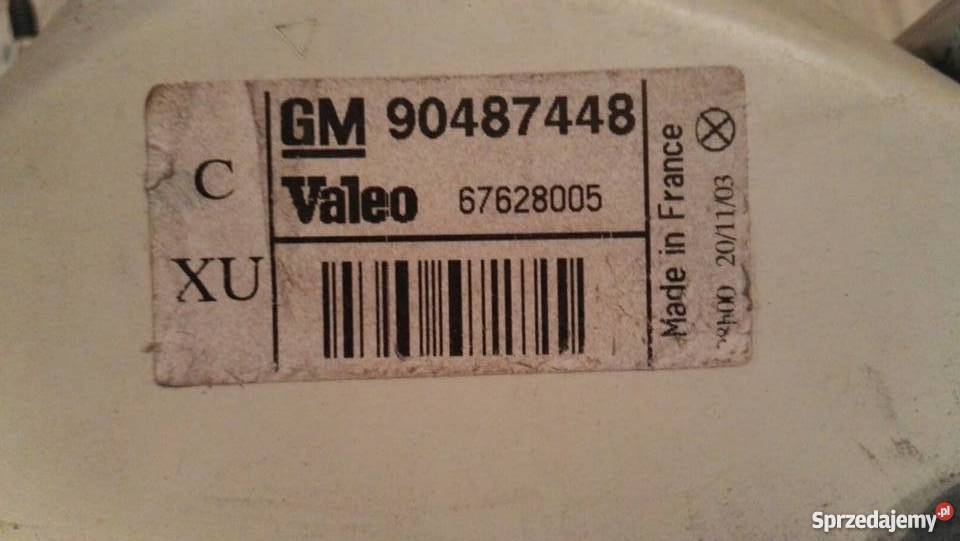 C
XU
GM 90487448
Valeo 67628005
Made in France
20/11/03
Sprzedajemy.pl